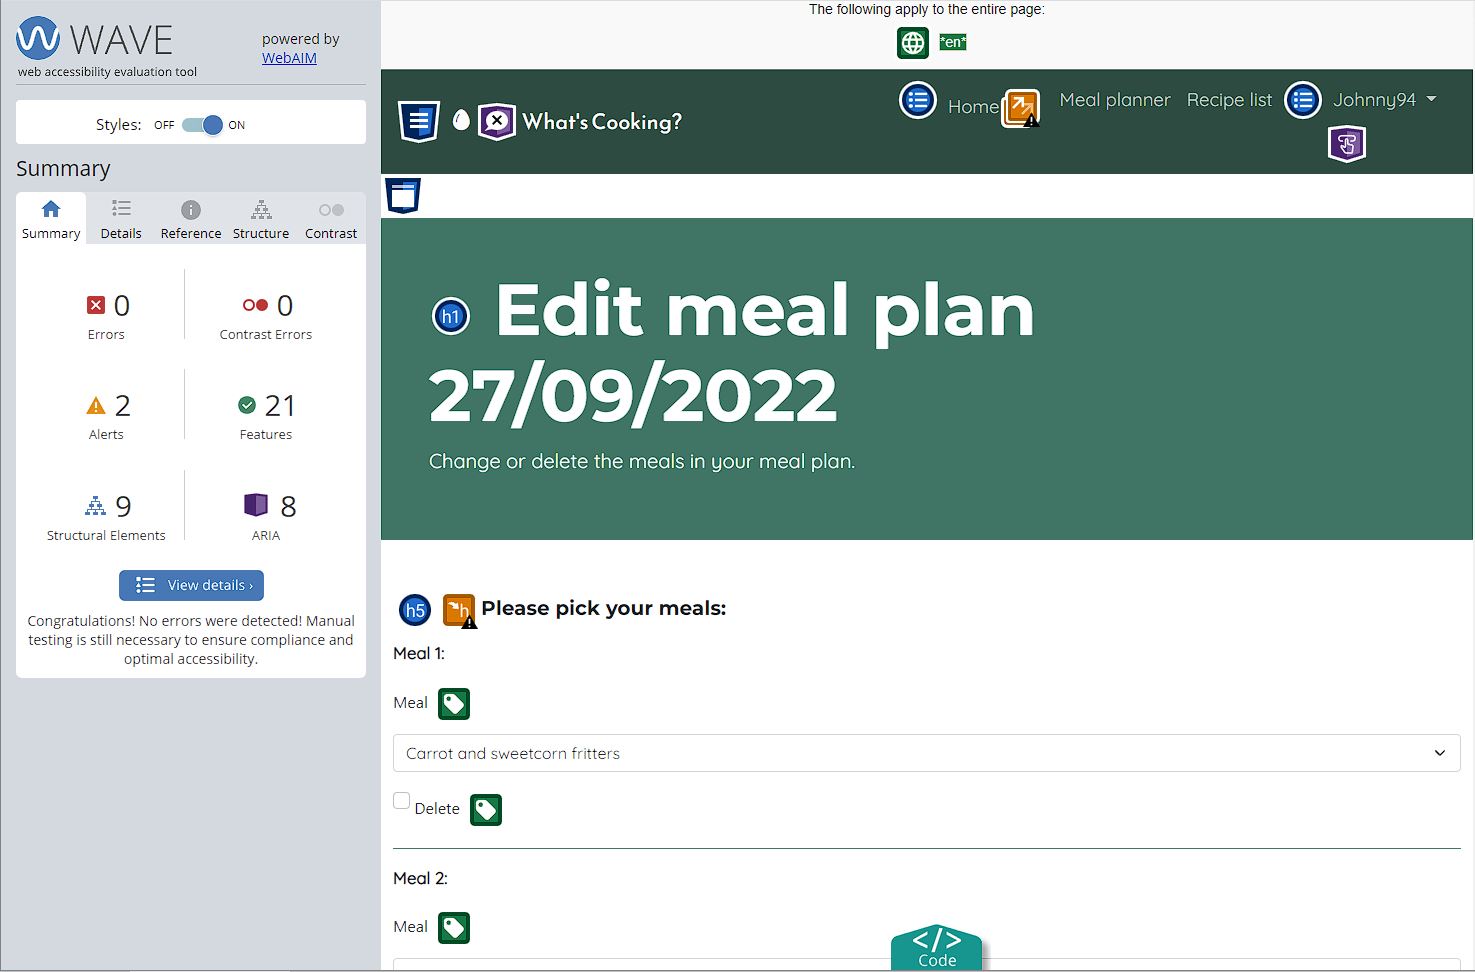 WAVE
web accessibility evaluation tool
powered by
WebAIM
Styles: OFF ON
Summary
Summary Details Reference Structure Contrast
0
Errors
0
Contrast Errors
2
Alerts
21
Features
9
Structural Elements
8
ARIA
View details ›
Congratulations! No errors were detected! Manual
testing is still necessary to ensure compliance and
optimal accessibility.
The following apply to the entire page:
*en*
What's Cooking?
Home Meal planner Recipe list Johnny94
h1 Edit meal plan
27/09/2022
Change or delete the meals in your meal plan.
h5 h Please pick your meals:
Meal 1:
Meal
Carrot and sweetcorn fritters
Delete
Meal 2:
Meal
</>
Code